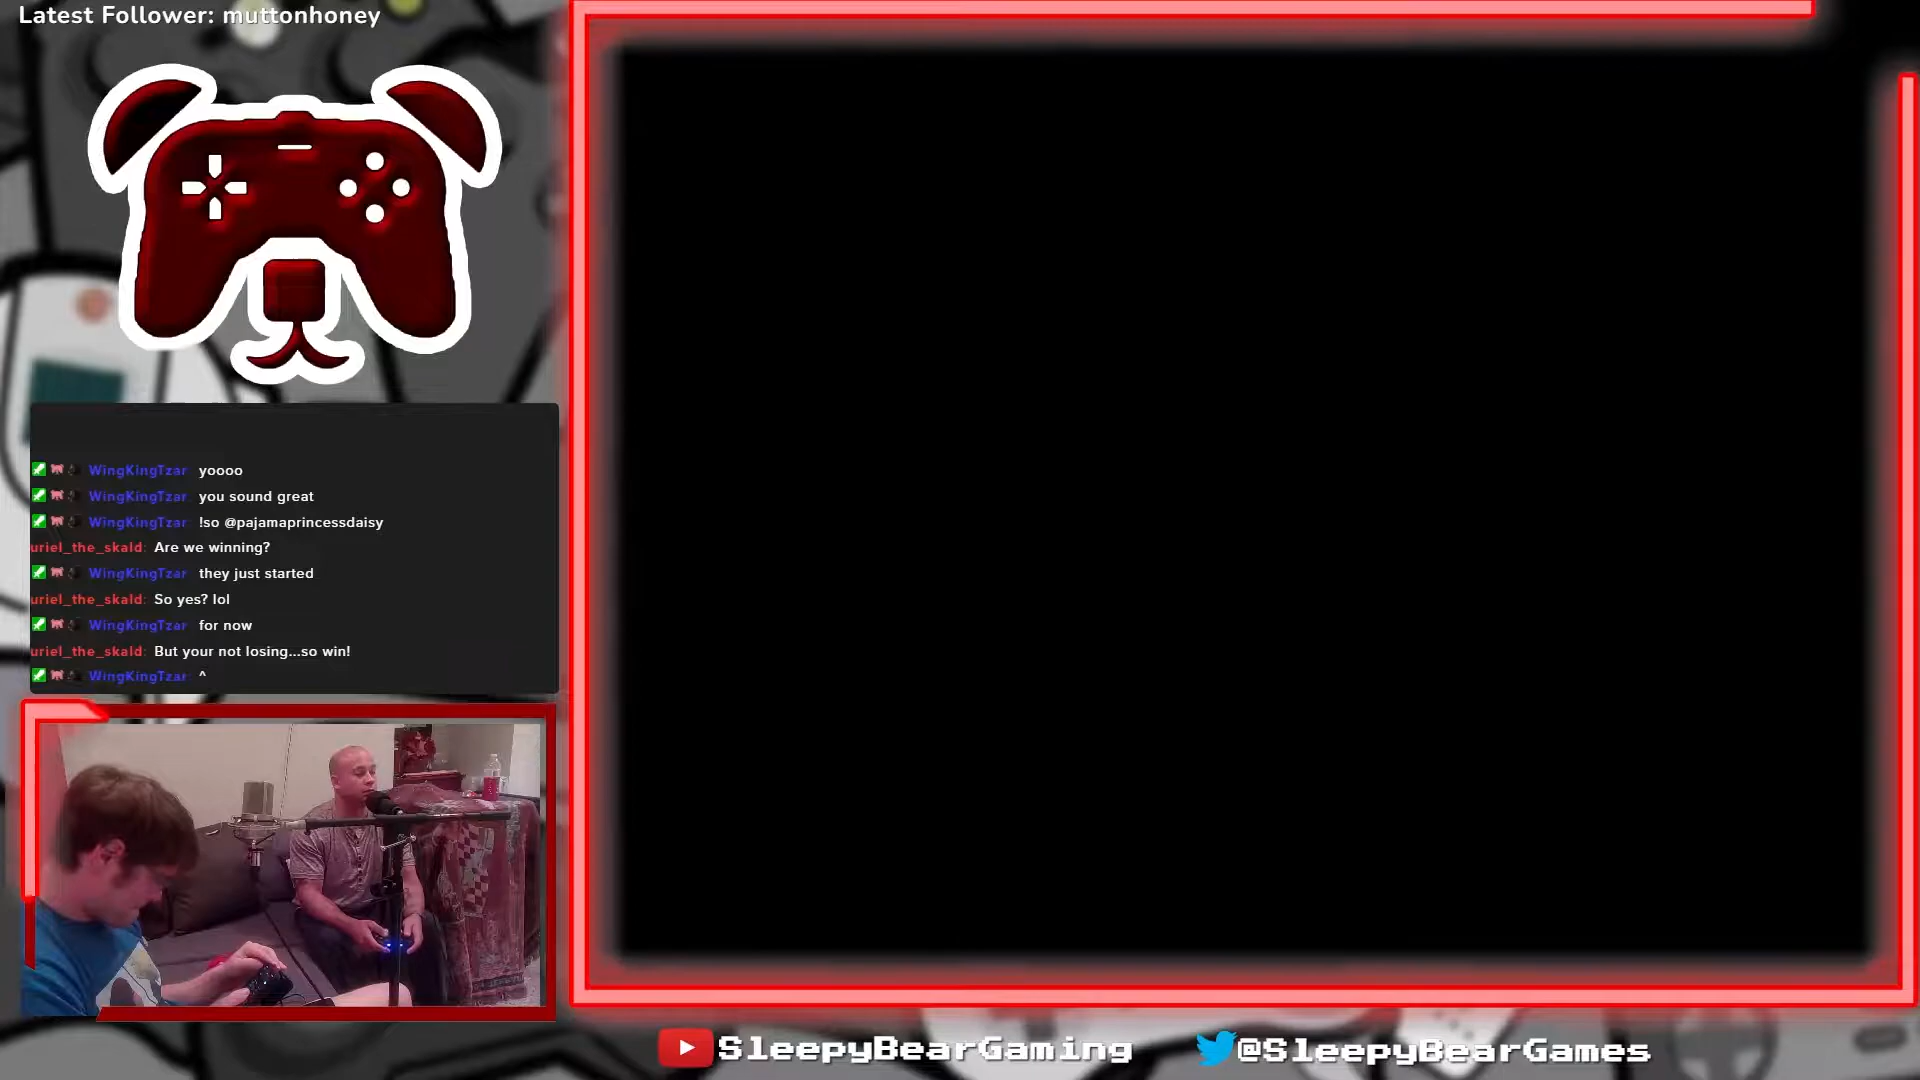 Latest Follower: muttonhoney
WingKingTzar yoooo
WingKingTzar you sound great
WingKingTzar !so @pajamaprincessdaisy
uriel_the_skald: Are we winning?
WingKingTzar they just started
uriel_the_skald: So yes? lol
WingKingTzar for now
uriel_the_skald: But your not losing...so win!
WingKingTzar ^
SleepyBearGaming
@SleepyBearGames